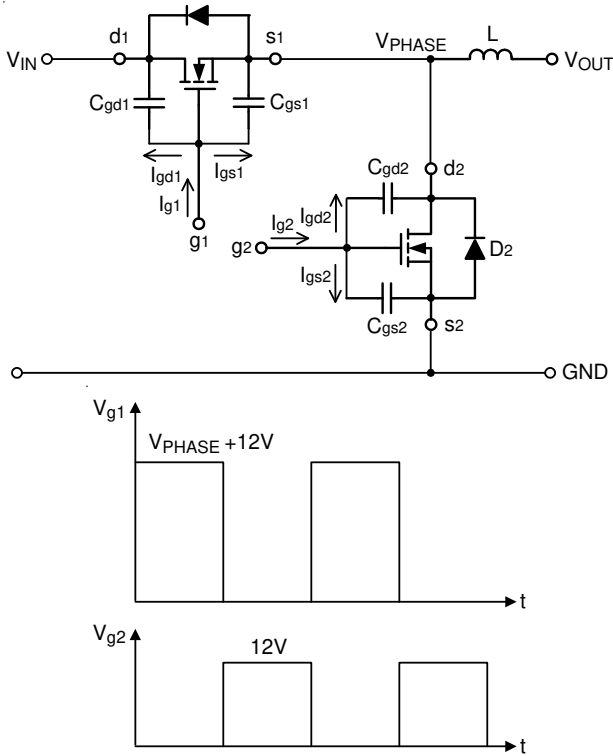 d1
s1
VPHASE
L
VIN
VOUT
Cgd1
Cgs1
Igd1
Igs1
Ig1
g1
Cgd2
d2
Igd2
Ig2
g2
D2
Igs2
Cgs2
s2
GND
Vg1
VPHASE +12V
t
Vg2
12V
t